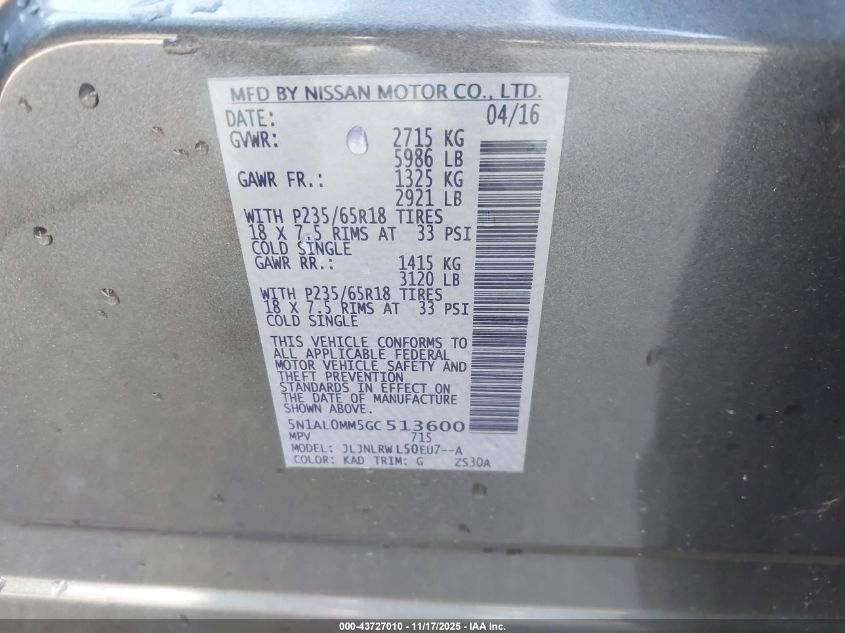 MFD BY NISSAN MOTOR CO., LTD.
DATE: 04/16
GVWR: 2715 KG
5986 LB
GAWR FR.: 1325 KG
2921 LB
WITH P235/65R18 TIRES
18 X 7.5 RIMS AT 33 PSI
COLD SINGLE
GAWR RR.: 1415 KG
3120 LB
WITH P235/65R18 TIRES
18 X 7.5 RIMS AT 33 PSI
COLD SINGLE
THIS VEHICLE CONFORMS TO
ALL APPLICABLE FEDERAL
MOTOR VEHICLE SAFETY AND
THEFT PREVENTION
STANDARDS IN EFFECT ON
THE DATE OF MANUFACTURE
SHOWN ABOVE.
5N1AL0MM5GC513600
MPV 715
MODEL: JLJNLRWL50EU7--A
COLOR: KAD TRIM: G ZS30A
000-43727010 - 11/17/2025 - IAA Inc.